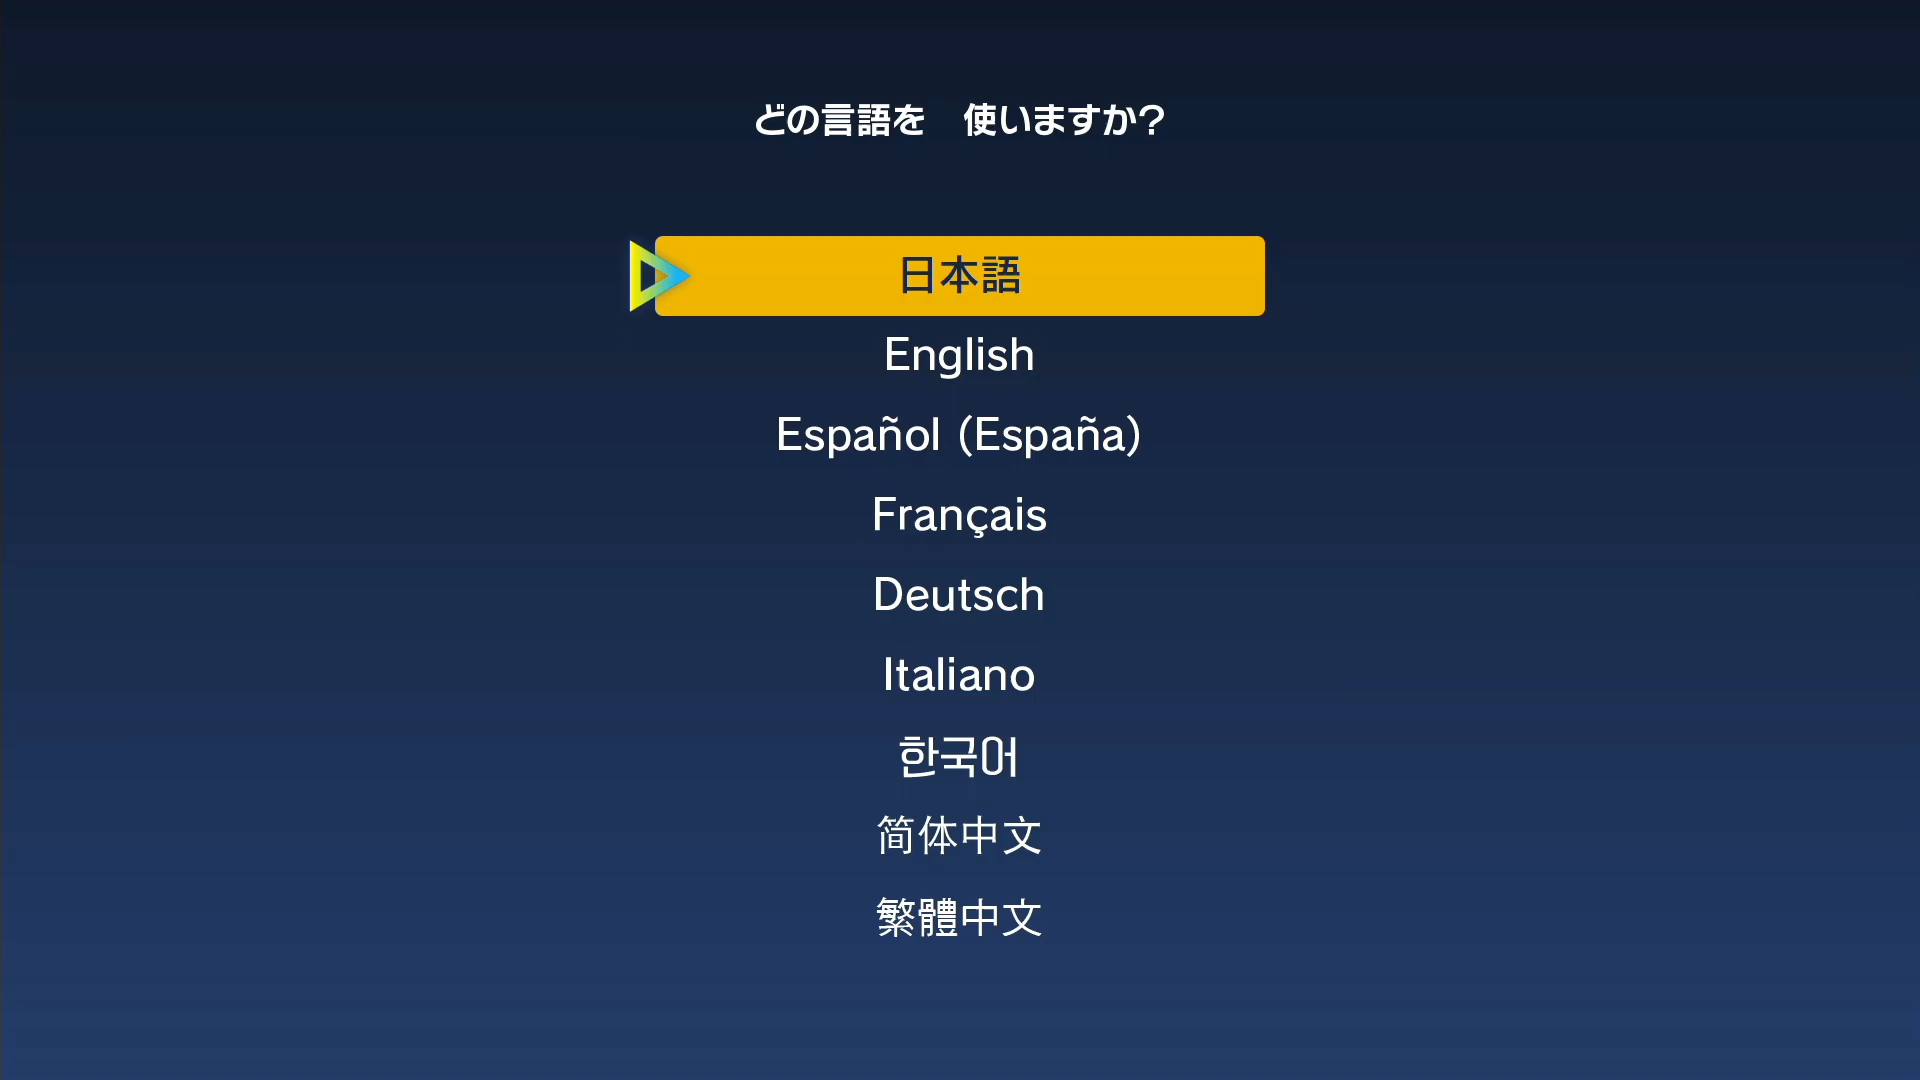 どの言語を　使いますか？
日本語
English
Español (España)
Français
Deutsch
Italiano
한국어
简体中文
繁體中文